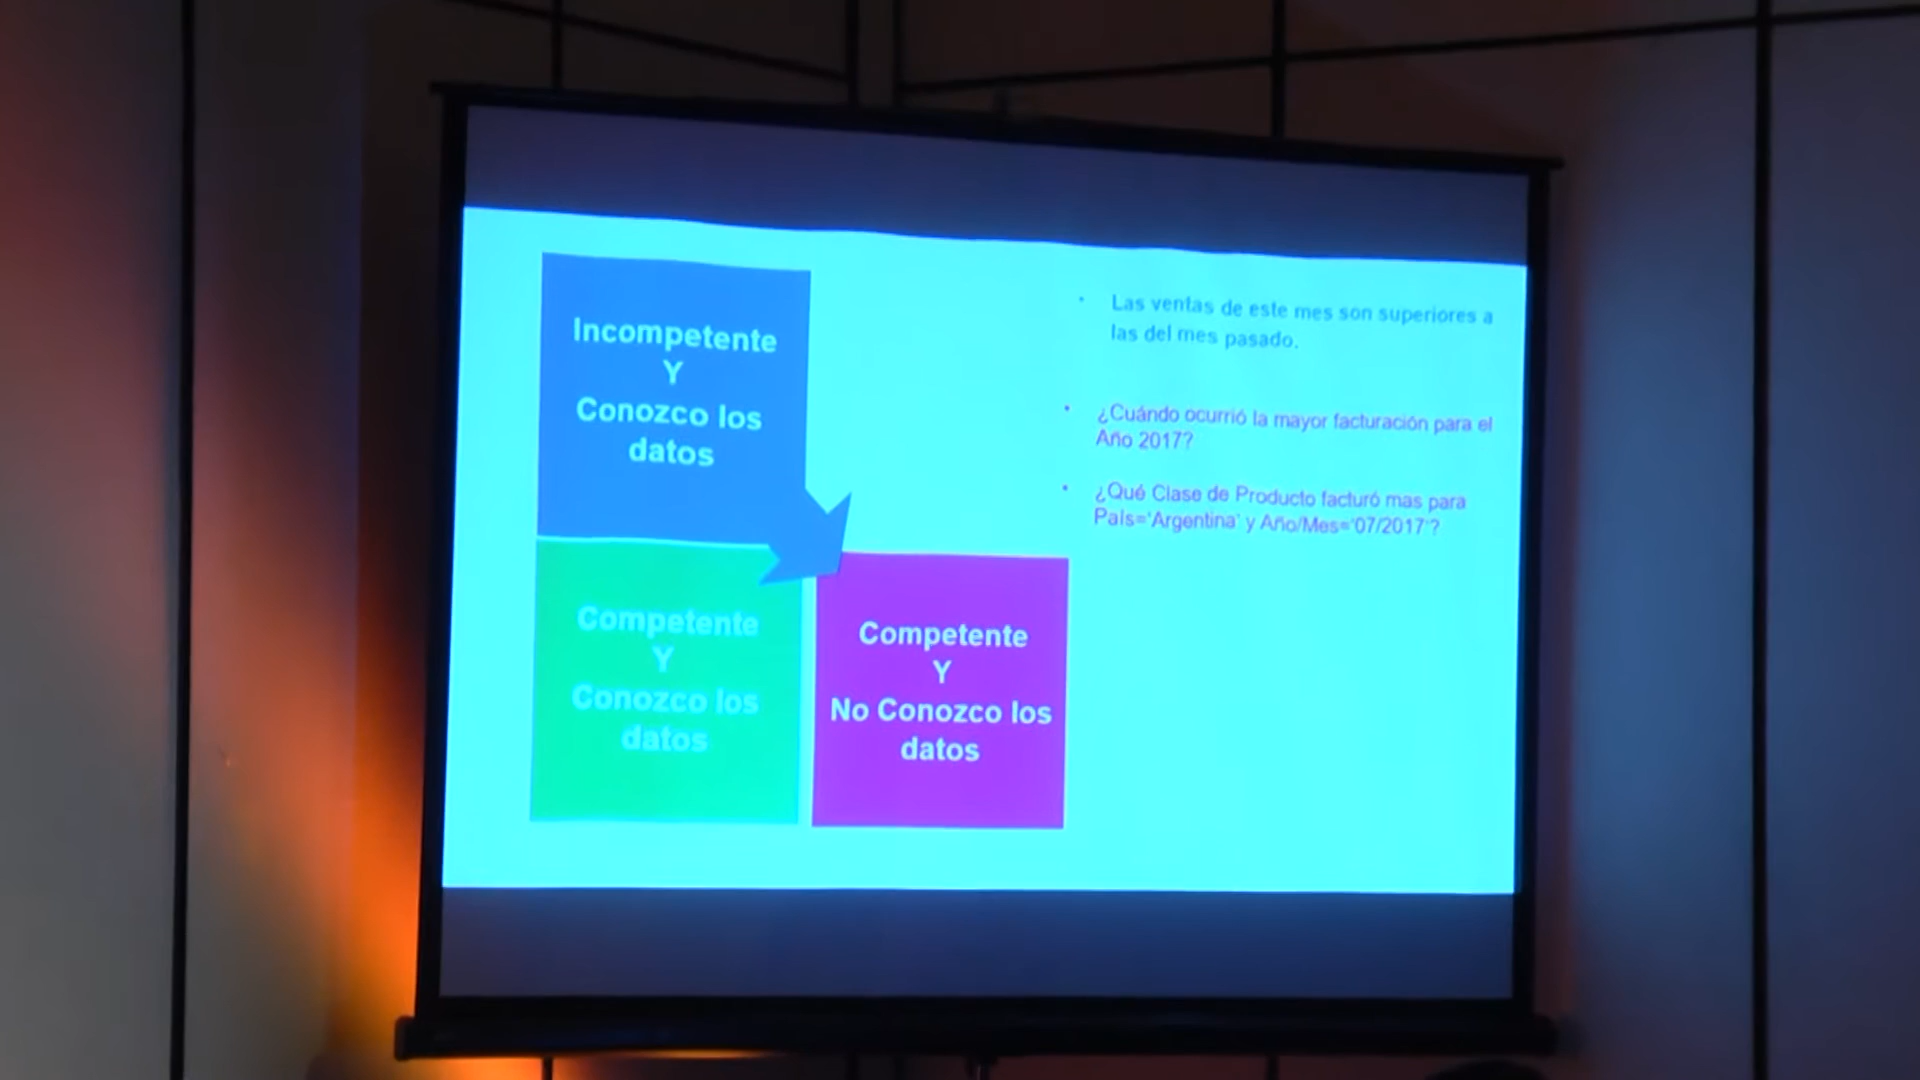 Incompetente
Y
Conozco los
datos
Competente
Y
Conozco los
datos
Competente
Y
No Conozco los
datos
• Las ventas de este mes son superiores a
las del mes pasado.
• ¿Cuándo ocurrió la mayor facturación para el
Año 2017?
• ¿Qué Clase de Producto facturó mas para
País='Argentina' y Año/Mes='07/2017'?